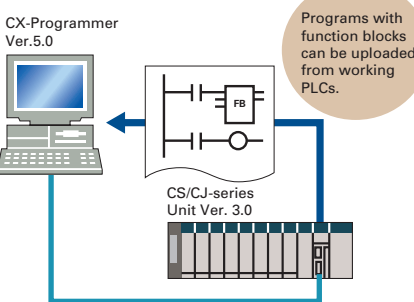 CX-Programmer
Ver.5.0
Programs with
function blocks
can be uploaded
from working
PLCs.
FB
CS/CJ-series
Unit Ver. 3.0